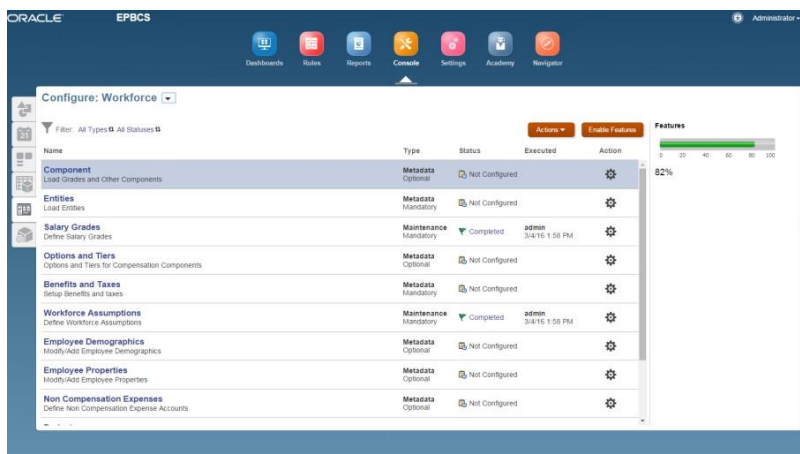 ORACLE EPBCS Administrator
Dashboards Rules Reports Console Settings Academy Navigator
Configure: Workforce
Filter: All Types All Statuses Actions Enable Features Features
Name Type Status Executed Action
0 20 40 60 80 100
82%
Component Metadata Not Configured
Load Grades and Other Components Optional
Entities Metadata Not Configured
Load Entities Mandatory
Salary Grades Maintenance Completed admin
Define Salary Grades Mandatory 3/4/16 1:58 PM
Options and Tiers Metadata Not Configured
Options and Tiers for Compensation Components Optional
Benefits and Taxes Metadata Not Configured
Setup Benefits and taxes Mandatory
Workforce Assumptions Maintenance Completed admin
Define Workforce Assumptions Mandatory 3/4/16 1:58 PM
Employee Demographics Metadata Not Configured
Modify/Add Employee Demographics Optional
Employee Properties Metadata Not Configured
Modify/Add Employee Properties Optional
Non Compensation Expenses Metadata Not Configured
Define Non Compensation Expense Accounts Optional